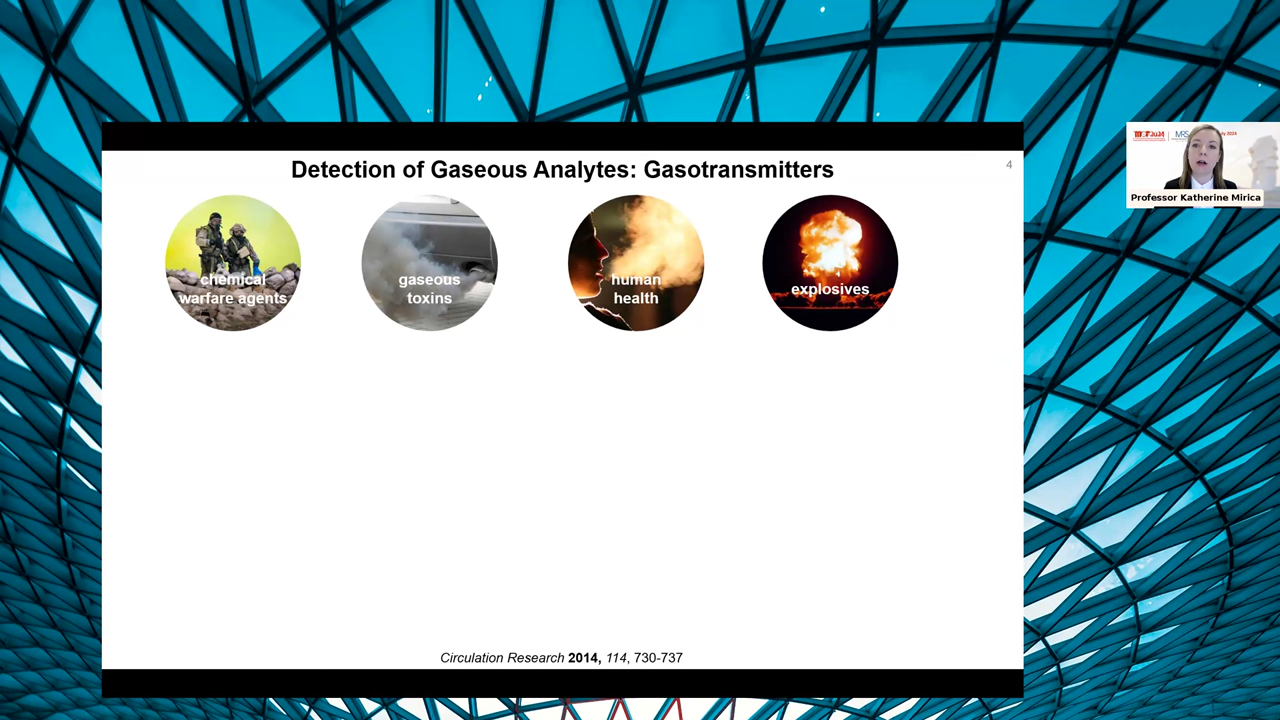 Detection of Gaseous Analytes: Gasotransmitters
4
chemical
warfare agents
gaseous
toxins
human
health
explosives
Circulation Research 2014, 114, 730-737
MRS
Professor Katherine Mirica